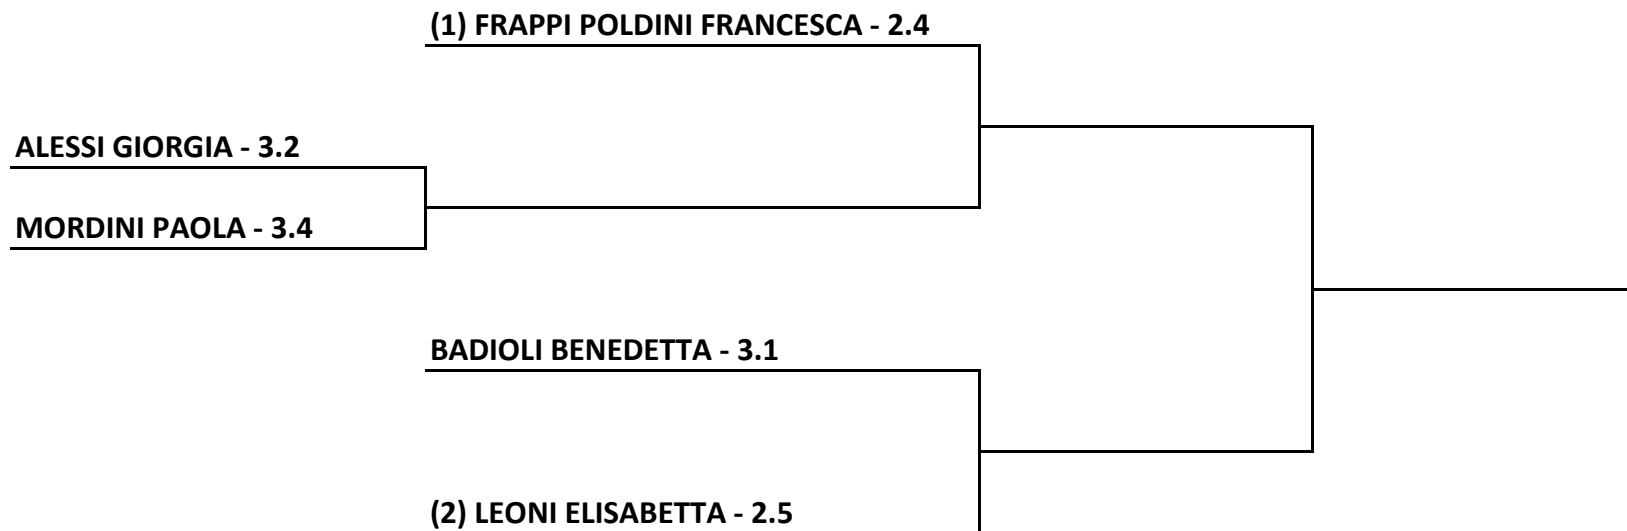 (1) FRAPPI POLDINI FRANCESCA - 2.4
ALESSI GIORGIA - 3.2
MORDINI PAOLA - 3.4
BADIOLI BENEDETTA - 3.1
(2) LEONI ELISABETTA - 2.5